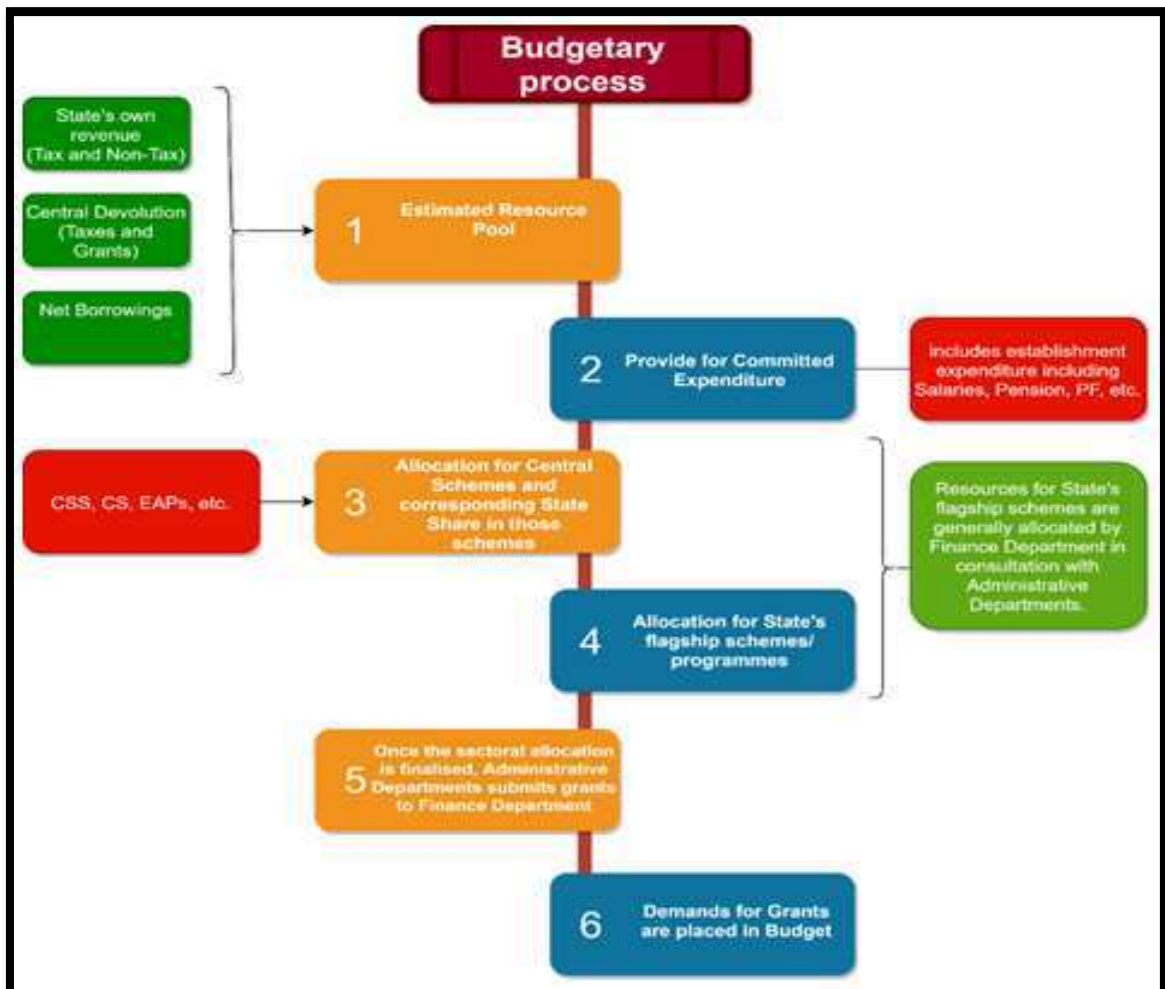 Budgetary
process
State's own
revenue
(Tax and Non-Tax)
Central Devolution
(Taxes and
Grants)
Net Borrowings
1
Estimated Resource
Pool
2
Provide for Committed
Expenditure
includes establishment
expenditure including
Salaries, Pension, PF, etc.
CSS, CS, EAPs, etc.
3
Allocation for Central
Schemes and
corresponding State
Share in those
schemes
Resources for State's
flagship schemes are
generally allocated by
Finance Department in
consultation with
Administrative
Departments.
4
Allocation for State's
flagship schemes/
programmes
5
Once the sectoral allocation
is finalised, Administrative
Departments submits grants
to Finance Department
6
Demands for Grants
are placed in Budget